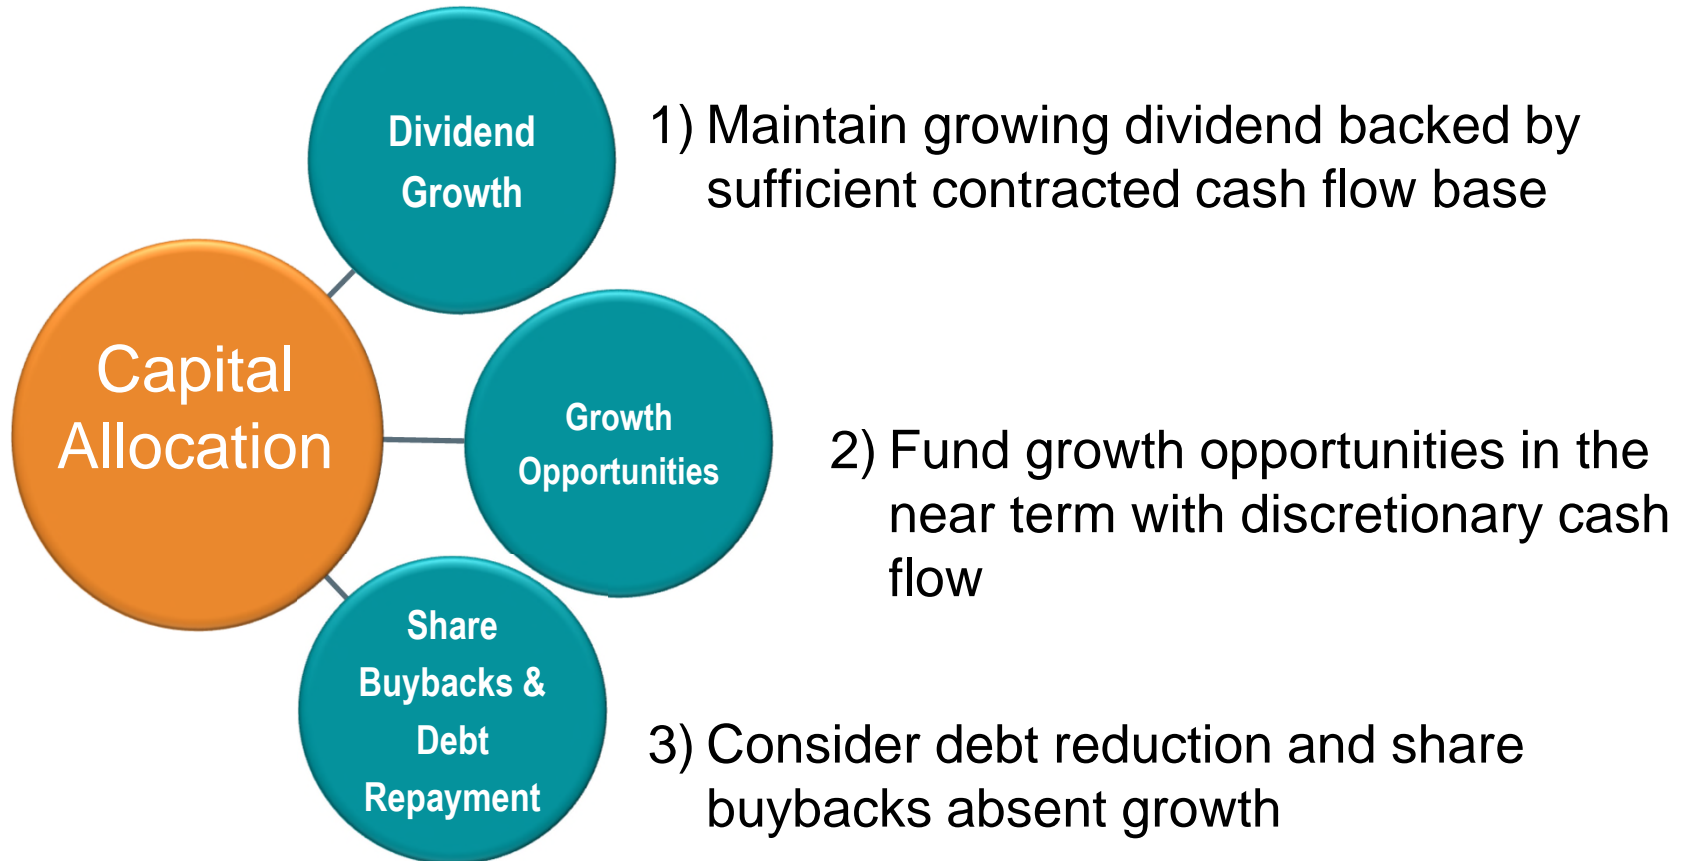 Capital
Allocation
Dividend
Growth
1) Maintain growing dividend backed by
sufficient contracted cash flow base
Growth
Opportunities
2) Fund growth opportunities in the
near term with discretionary cash
flow
Share
Buybacks &
Debt
Repayment
3) Consider debt reduction and share
buybacks absent growth